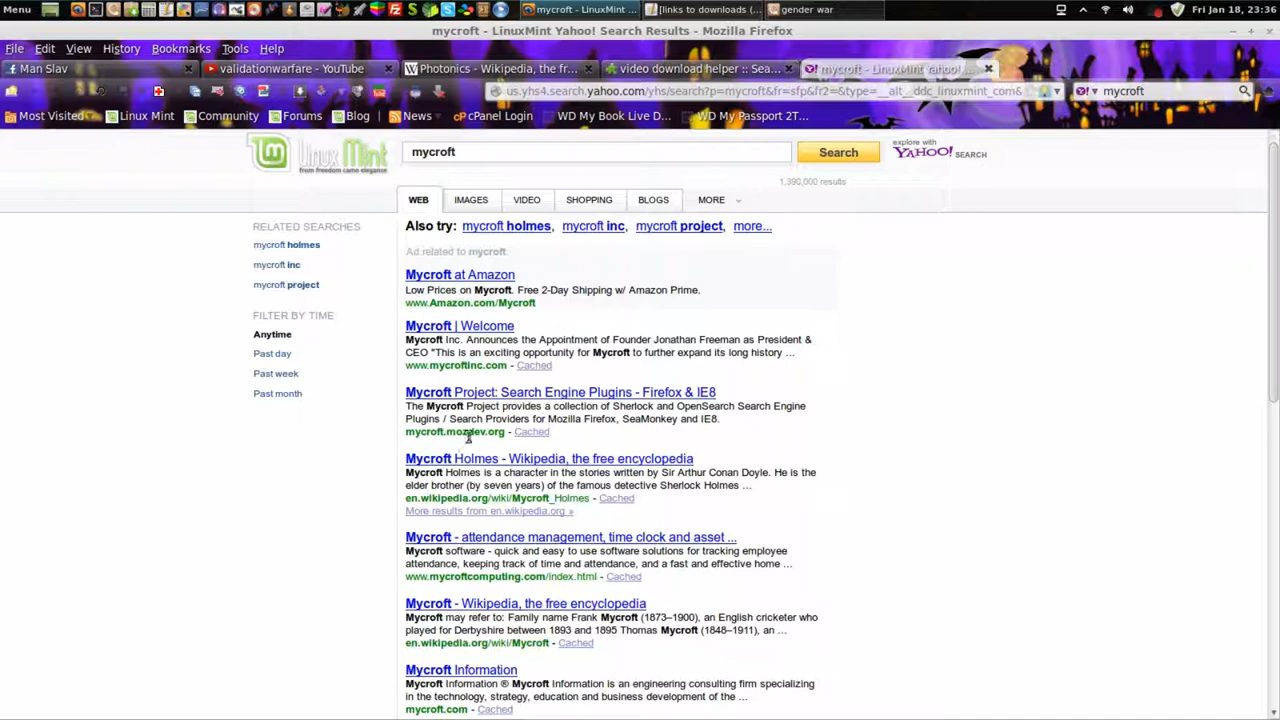 Menu
mycroft - LinuxMint ...
[links to downloads (...
gender war
Fri Jan 18, 23:36
mycroft - LinuxMint Yahoo! Search Results - Mozilla Firefox
File Edit View History Bookmarks Tools Help
Man Slav
validationwarfare - YouTube
Photonics - Wikipedia, the fr...
video download helper :: Sea...
mycroft - LinuxMint Yahoo! ...
us.yhs4.search.yahoo.com/yhs/search?p=mycroft&fr=sfp&fr2=&type=__alt__ddc_linuxmint_com&
mycroft
Most Visited
Linux Mint
Community
Forums
Blog
News
cPanel Login
WD My Book Live D...
WD My Passport 2T...
Linux Mint
from freedom came elegance
mycroft
Search
explore with
YAHOO! SEARCH
1,390,000 results
WEB IMAGES VIDEO SHOPPING BLOGS MORE
RELATED SEARCHES
mycroft holmes
mycroft inc
mycroft project
FILTER BY TIME
Anytime
Past day
Past week
Past month
Also try: mycroft holmes, mycroft inc, mycroft project, more...
Ad related to mycroft
Mycroft at Amazon
Low Prices on Mycroft. Free 2-Day Shipping w/ Amazon Prime.
www.Amazon.com/Mycroft
Mycroft | Welcome
Mycroft Inc. Announces the Appointment of Founder Jonathan Freeman as President &
CEO "This is an exciting opportunity for Mycroft to further expand its long history ...
www.mycroftinc.com - Cached
Mycroft Project: Search Engine Plugins - Firefox & IE8
The Mycroft Project provides a collection of Sherlock and OpenSearch Search Engine
Plugins / Search Providers for Mozilla Firefox, SeaMonkey and IE8.
mycroft.mozdev.org - Cached
Mycroft Holmes - Wikipedia, the free encyclopedia
Mycroft Holmes is a character in the stories written by Sir Arthur Conan Doyle. He is the
elder brother (by seven years) of the famous detective Sherlock Holmes ...
en.wikipedia.org/wiki/Mycroft_Holmes - Cached
More results from en.wikipedia.org »
Mycroft - attendance management, time clock and asset ...
Mycroft software - quick and easy to use software solutions for tracking employee
attendance, keeping track of time and attendance, and a fast and effective home ...
www.mycroftcomputing.com/index.html - Cached
Mycroft - Wikipedia, the free encyclopedia
Mycroft may refer to: Family name Frank Mycroft (1873–1900), an English cricketer who
played for Derbyshire between 1893 and 1895 Thomas Mycroft (1848–1911), an ...
en.wikipedia.org/wiki/Mycroft - Cached
Mycroft Information
Mycroft Information ® Mycroft Information is an engineering consulting firm specializing
in the technology, strategy, education and business development of the ...
mycroft.com - Cached